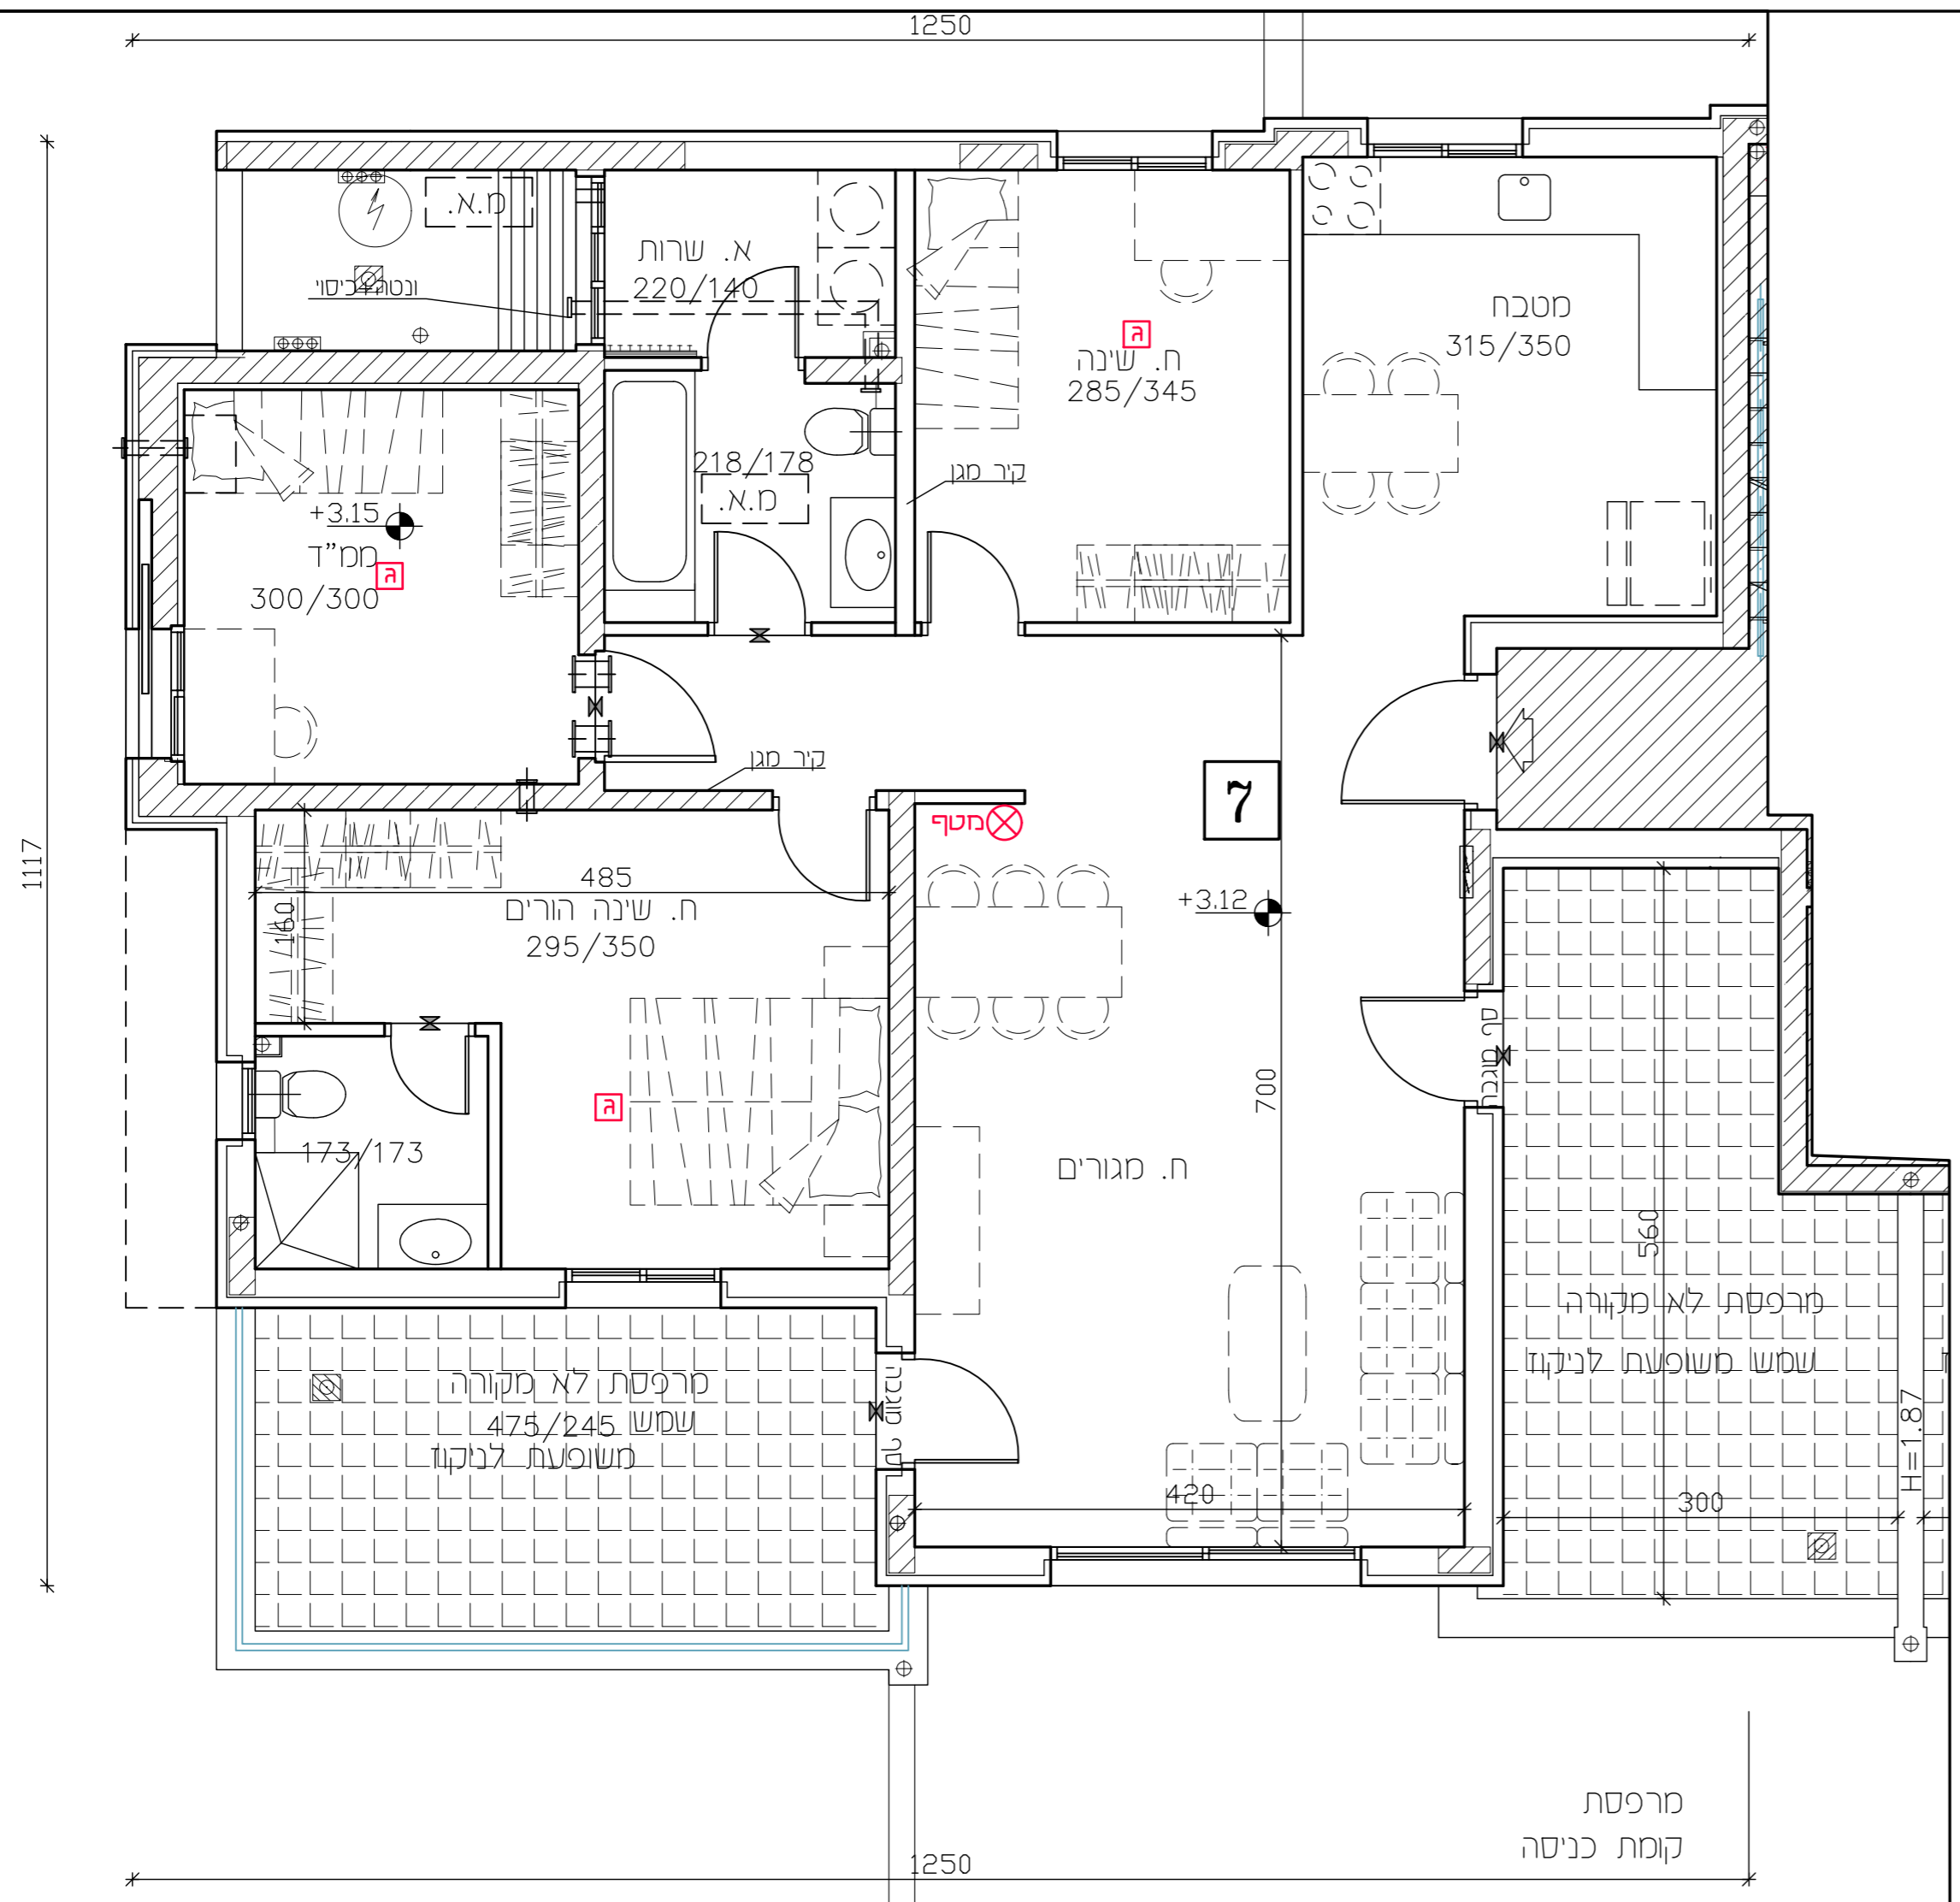 1250
מ.א.
א. שרות
220/140
ונטה+כיסוי
מטבח
315/350
ג
ח. שינה
285/345
218/178
מ.א.
קיר מגן
+3.15
ממ"ד
ג
300/300
קיר מגן
7
מטף
1117
485
160
ח. שינה הורים
295/350
+3.12
סף מוגבה
ג
700
173/173
ח. מגורים
560
מרפסת לא מקורה
שמש משופעת לניקוז
מרפסת לא מקורה
שמש 475/245
משופעת לניקוז
H=1.87
420
300
מרפסת
קומת כניסה
1250